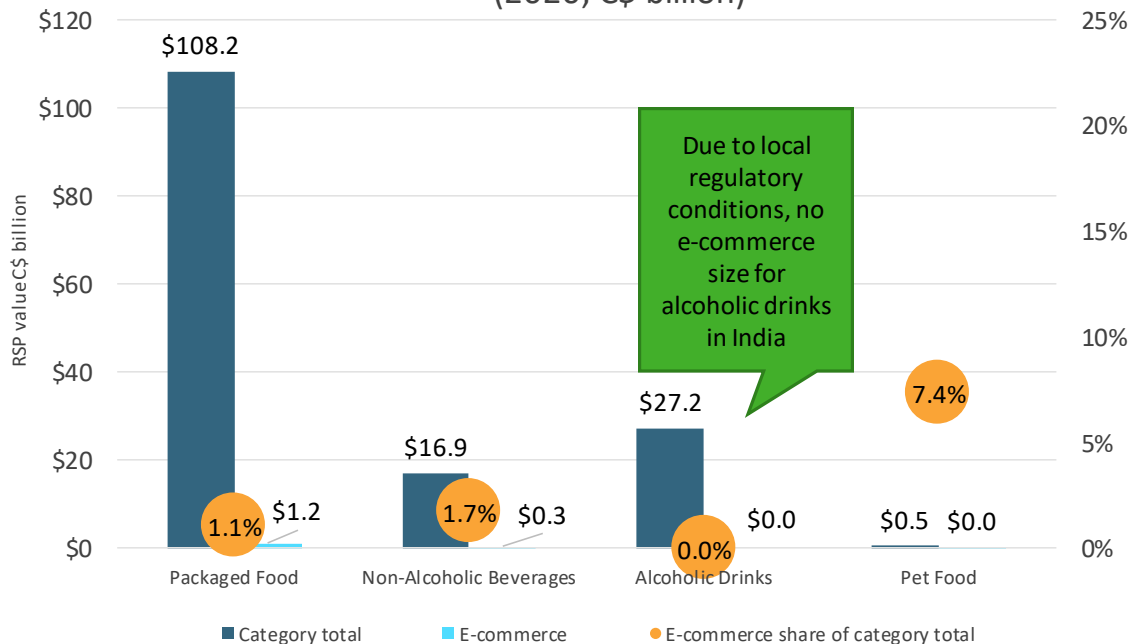 (2020, C$ billion)
$120
$100
$80
$60
$40
$20
$0
RSP valueC$ billion
25%
20%
15%
10%
5%
0%
$108.2
1.1%
$1.2
$16.9
1.7%
$0.3
Due to local
regulatory
conditions, no
e-commerce
size for
alcoholic drinks
in India
$27.2
0.0%
$0.0
7.4%
$0.5
$0.0
Packaged Food
Non-Alcoholic Beverages
Alcoholic Drinks
Pet Food
Category total
E-commerce
E-commerce share of category total